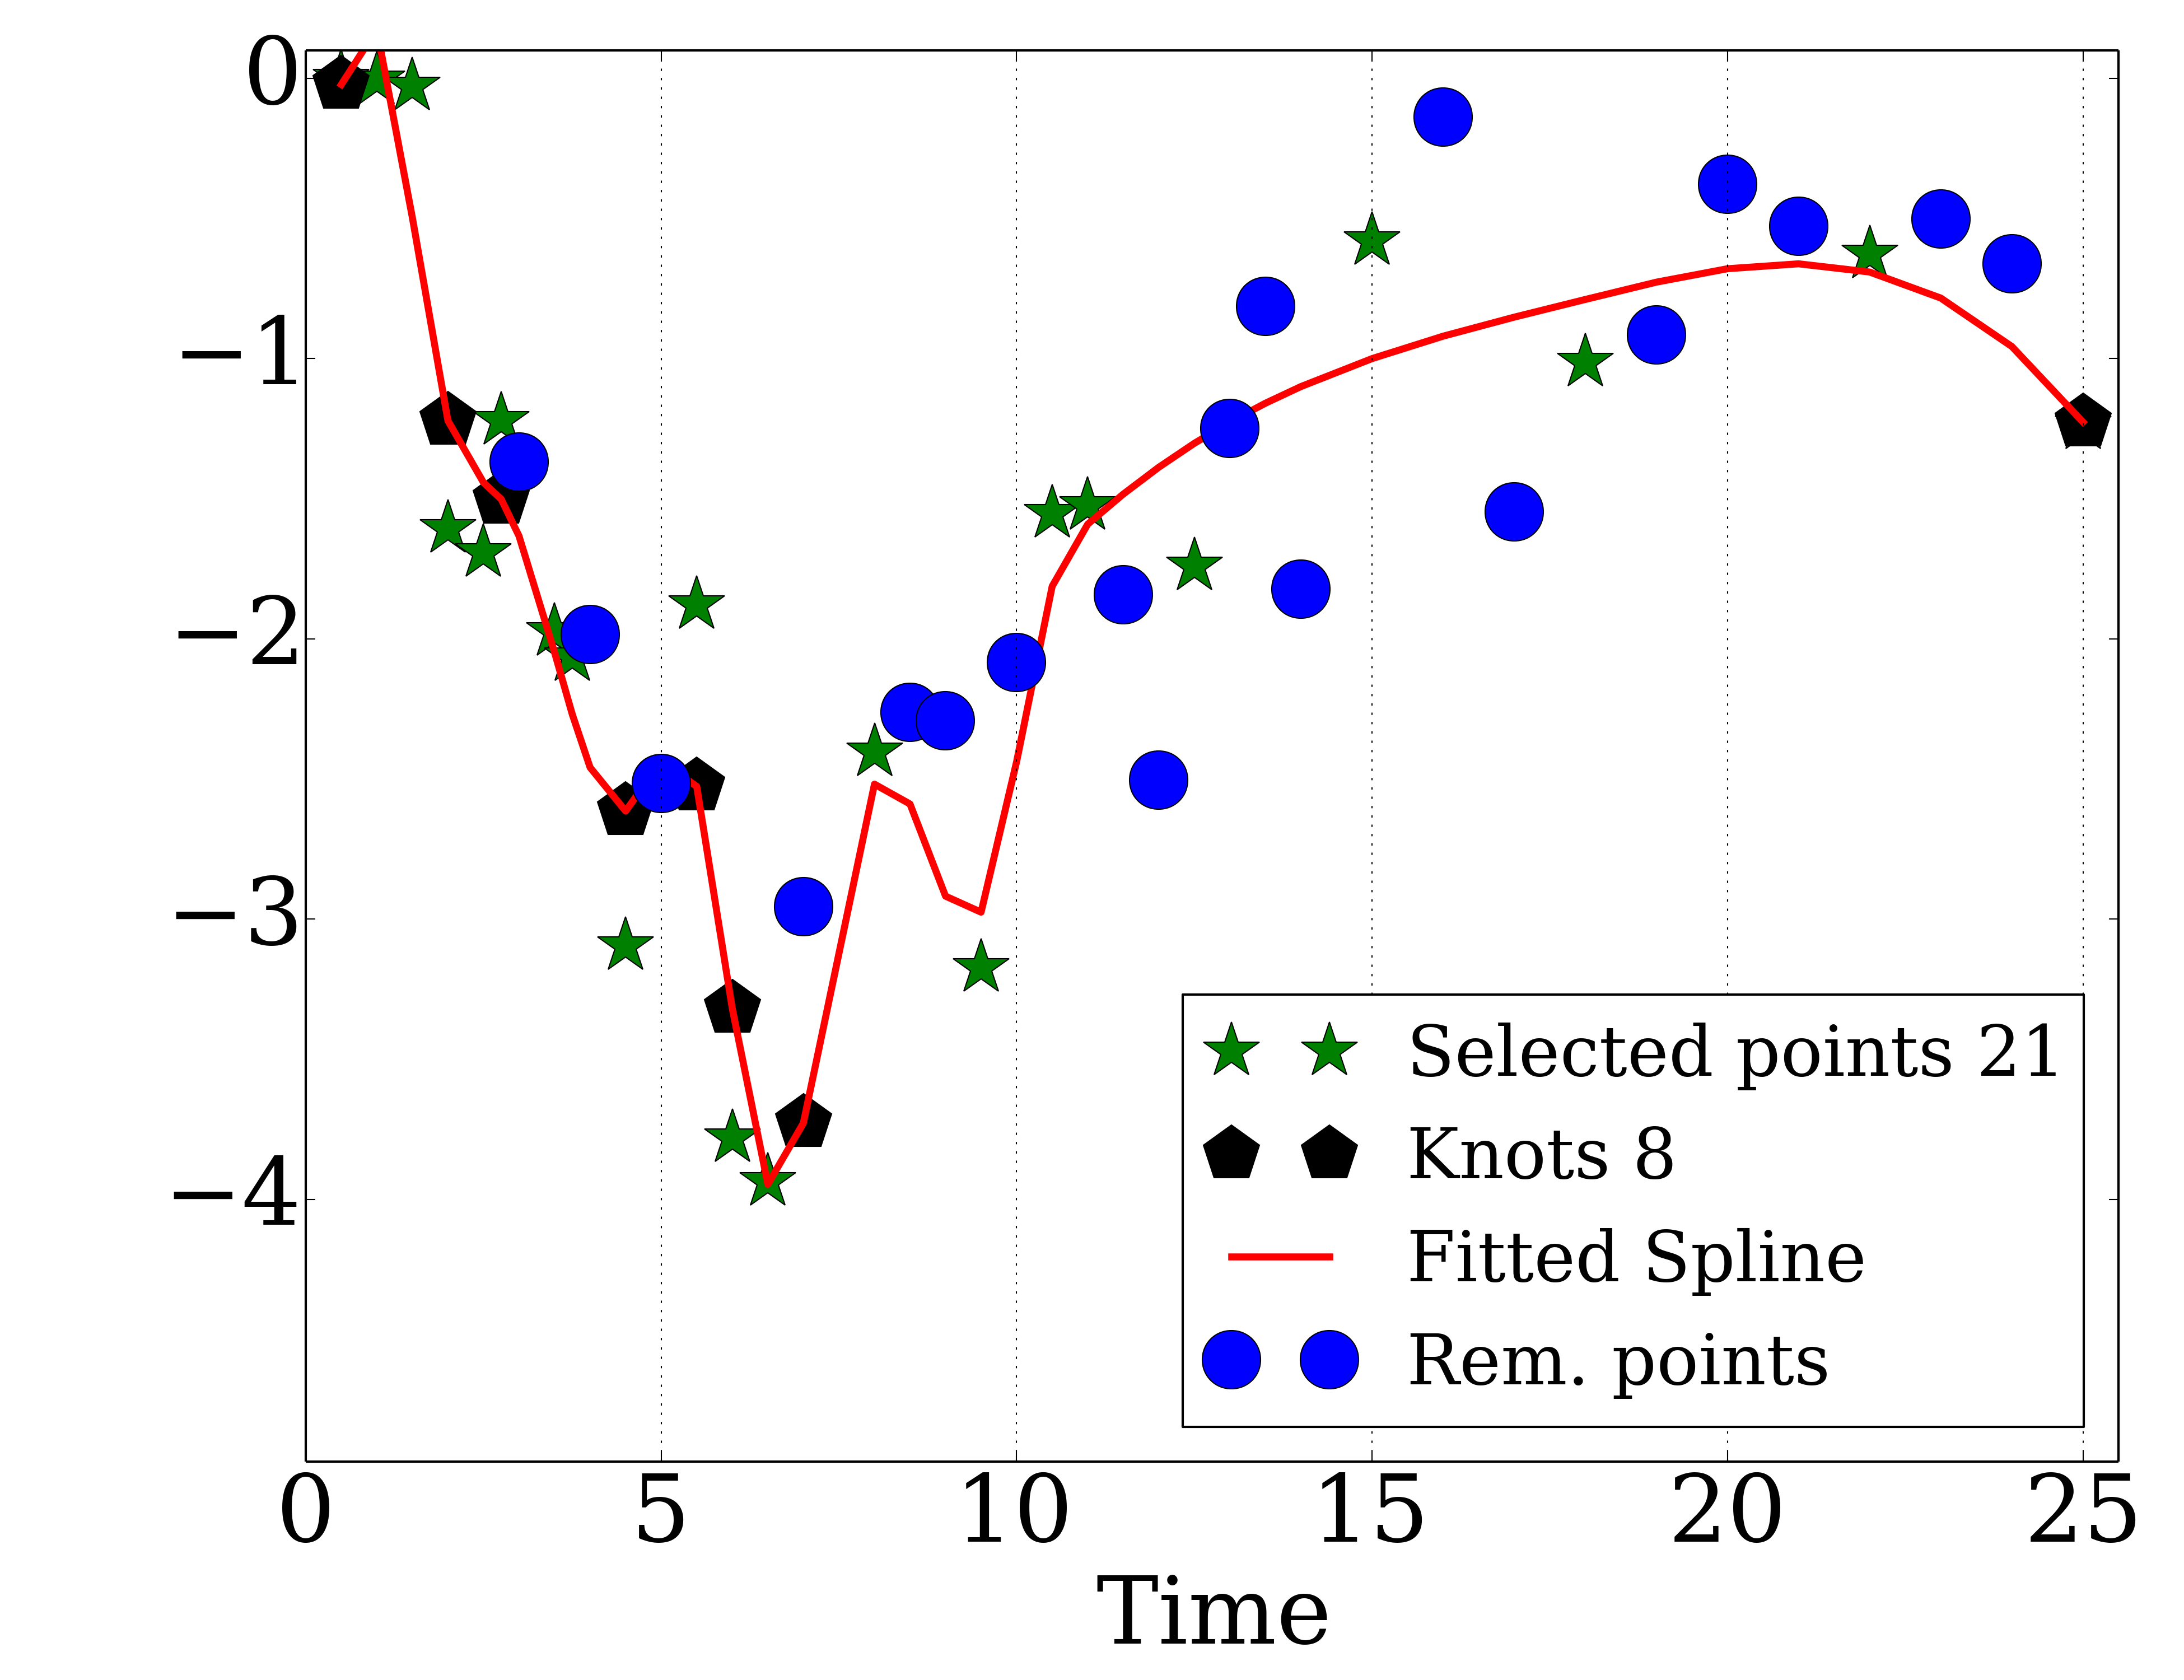 0
−1
−2
−3
−4
Selected points 21
Knots 8
Fitted Spline
Rem. points
0 5 10 15 20 25
Time